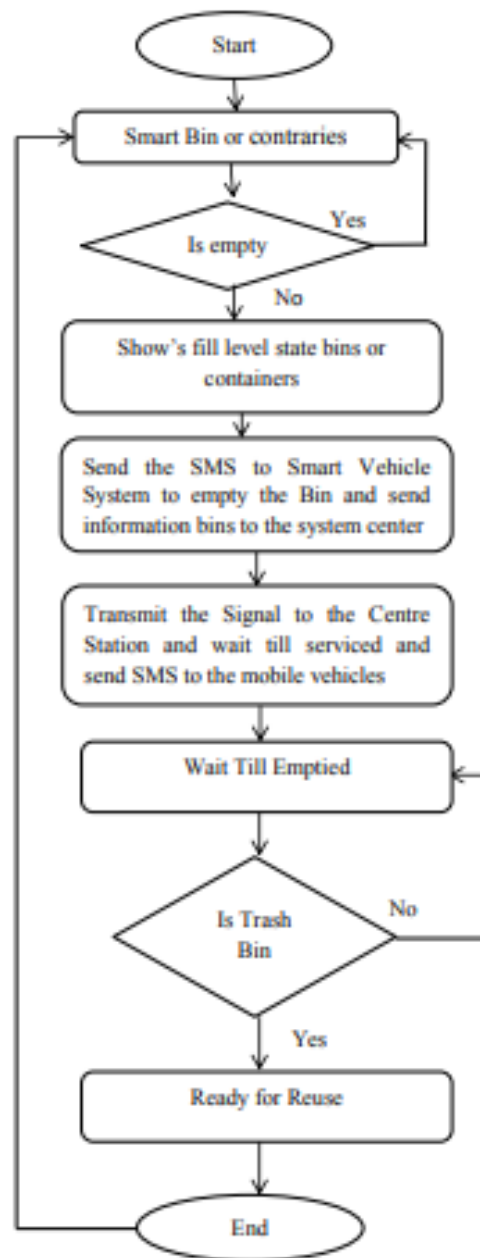 Start
Smart Bin or contraries
Yes
Is empty
No
Show's fill level state bins or
containers
Send the SMS to Smart Vehicle
System to empty the Bin and send
information bins to the system center
Transmit the Signal to the Centre
Station and wait till serviced and
send SMS to the mobile vehicles
Wait Till Emptied
No
Is Trash
Bin
Yes
Ready for Reuse
End